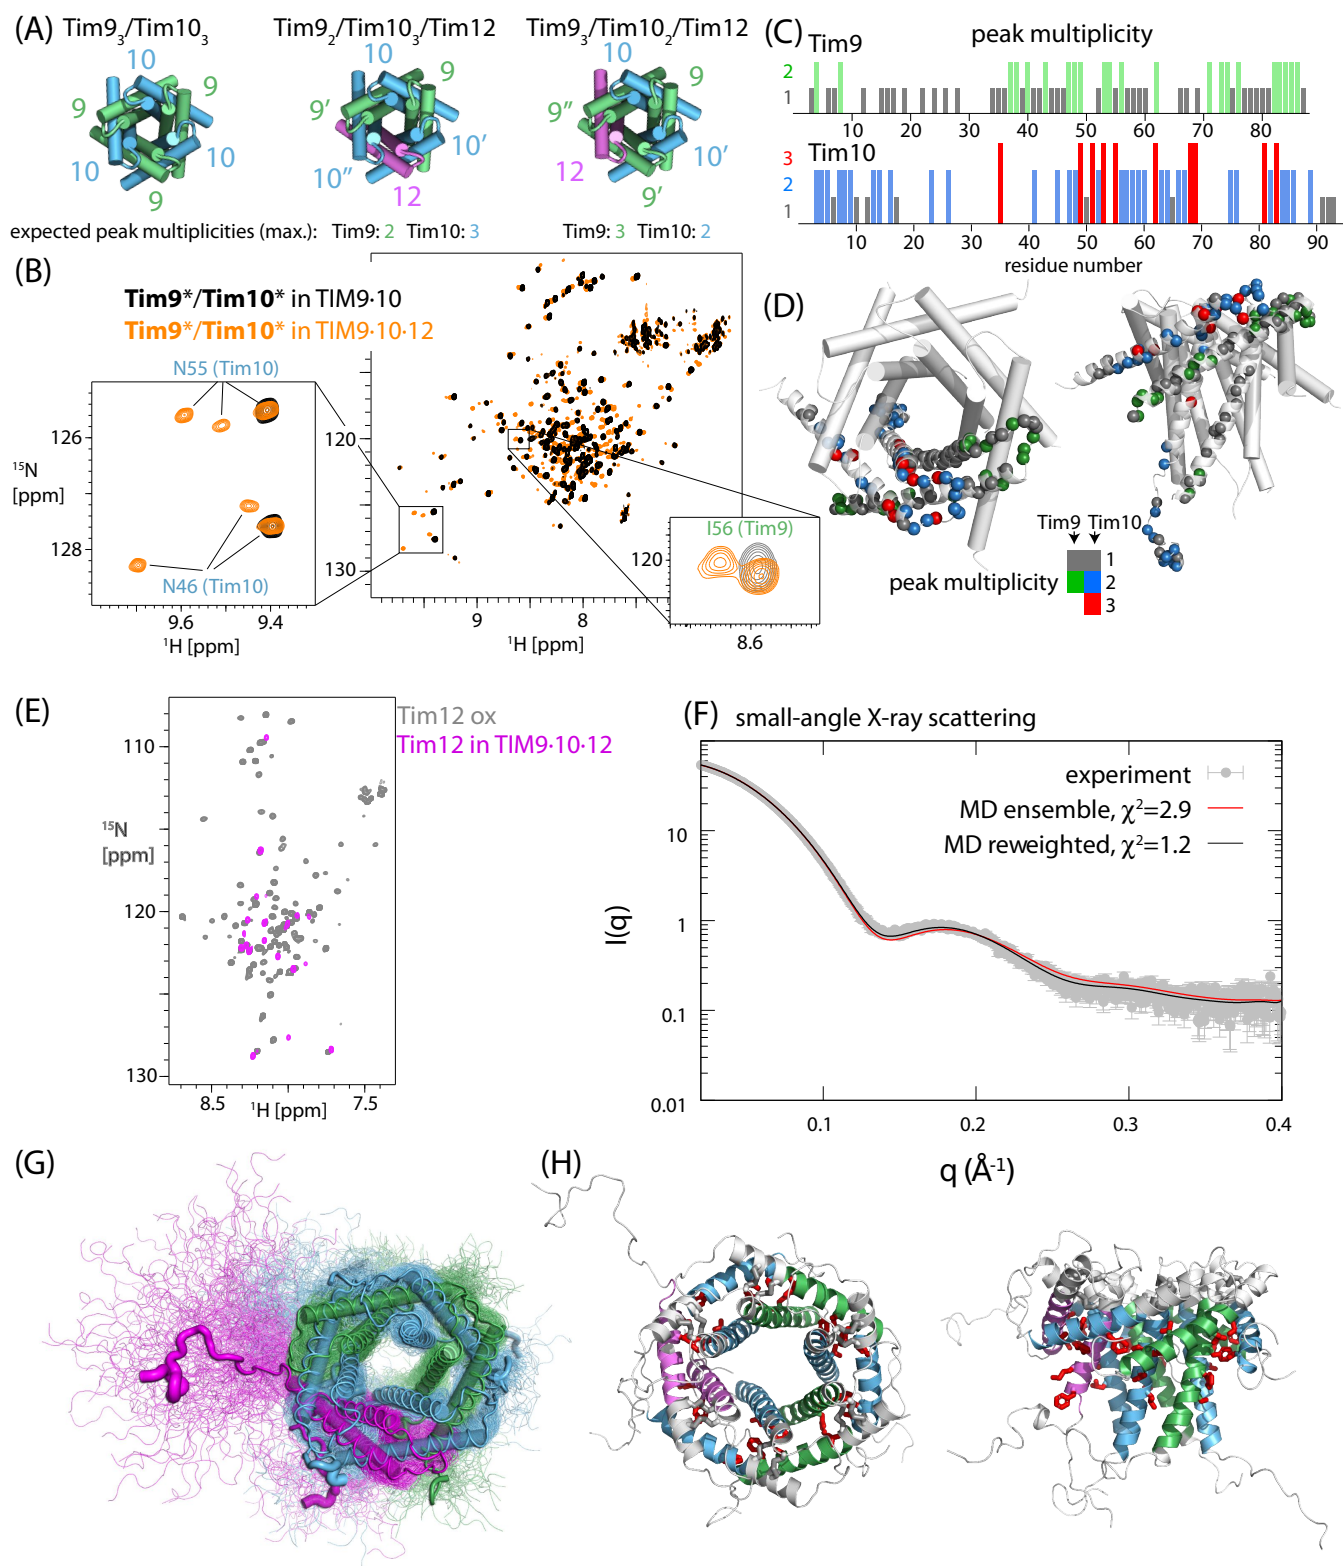 (A)
Tim9₃/Tim10₃
Tim9₂/Tim10₃/Tim12
Tim9₃/Tim10₂/Tim12
10
9
10
9
10
9
10
9
10′
12
10″
9′
10
9
10′
9′
12
9″
expected peak multiplicities (max.): Tim9: 2 Tim10: 3 Tim9: 3 Tim10: 2
(B)
Tim9*/Tim10* in TIM9·10
Tim9*/Tim10* in TIM9·10·12
N55 (Tim10)
N46 (Tim10)
126
128
¹⁵N
[ppm]
9.6
9.4
¹H [ppm]
120
130
9
8
¹H [ppm]
I56 (Tim9)
120
8.6
(C)
peak multiplicity
Tim9
2
1
10 20 30 40 50 60 70 80
Tim10
3
2
1
10 20 30 40 50 60 70 80 90
residue number
(D)
Tim9 Tim10
peak multiplicity
1
2
3
(E)
Tim12 ox
Tim12 in TIM9·10·12
110
¹⁵N
[ppm]
120
130
8.5
7.5
¹H [ppm]
(F) small-angle X-ray scattering
experiment
MD ensemble, χ²=2.9
MD reweighted, χ²=1.2
I(q)
10
1
0.1
0.01
0.1 0.2 0.3 0.4
q (Å⁻¹)
(G)
(H)